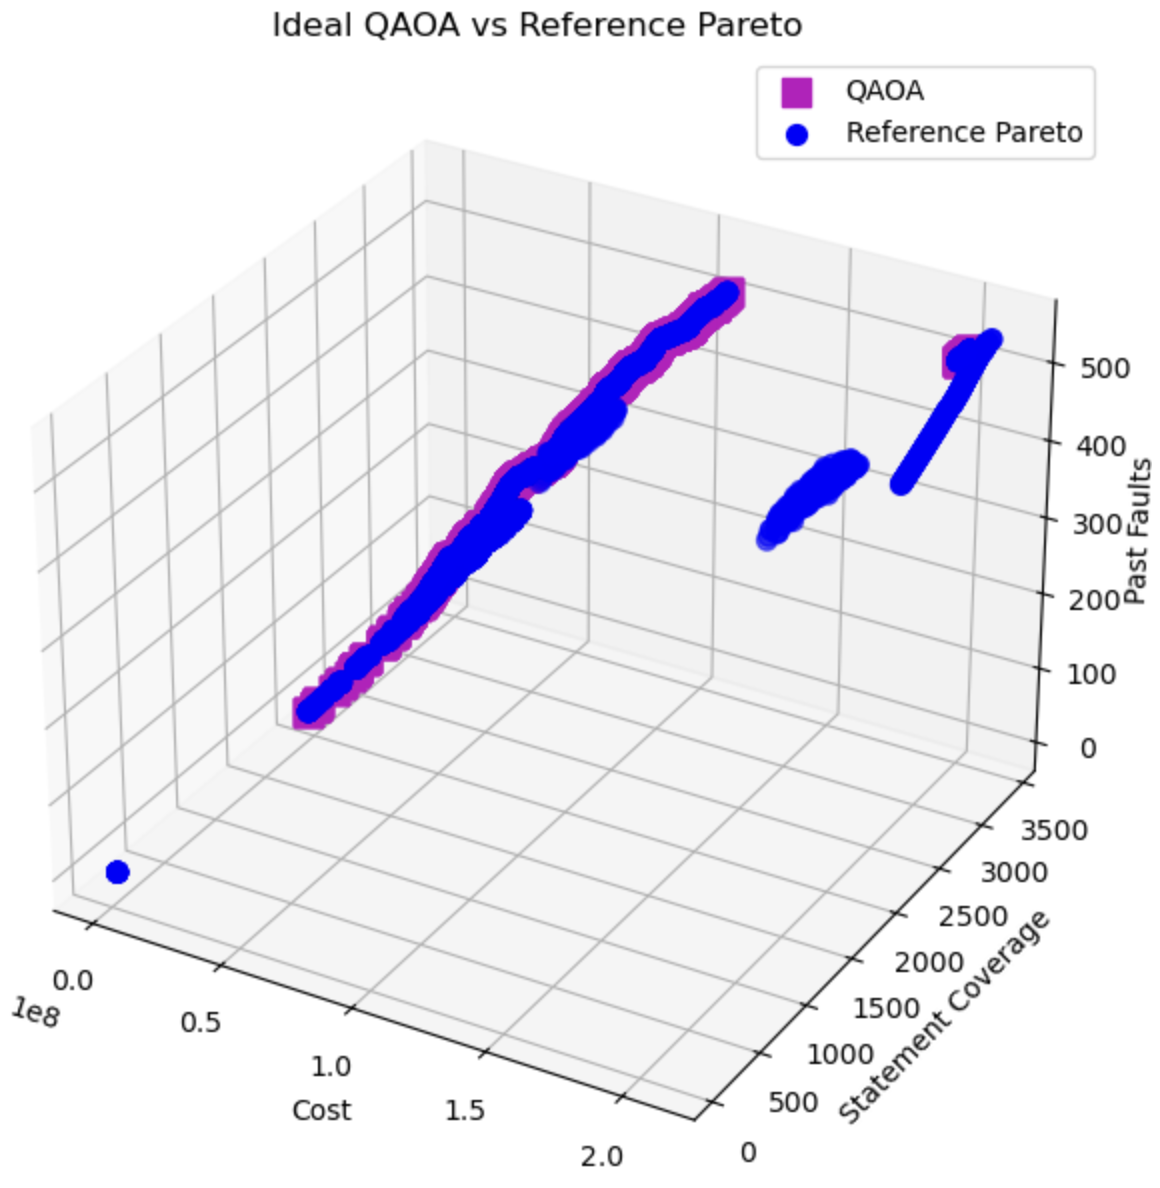 Ideal QAOA vs Reference Pareto
QAOA
Reference Pareto
500
400
300
200
100
0
Past Faults
3500
3000
2500
2000
1500
1000
500
0
Statement Coverage
0.0
0.5
1.0
1.5
2.0
1e8
Cost